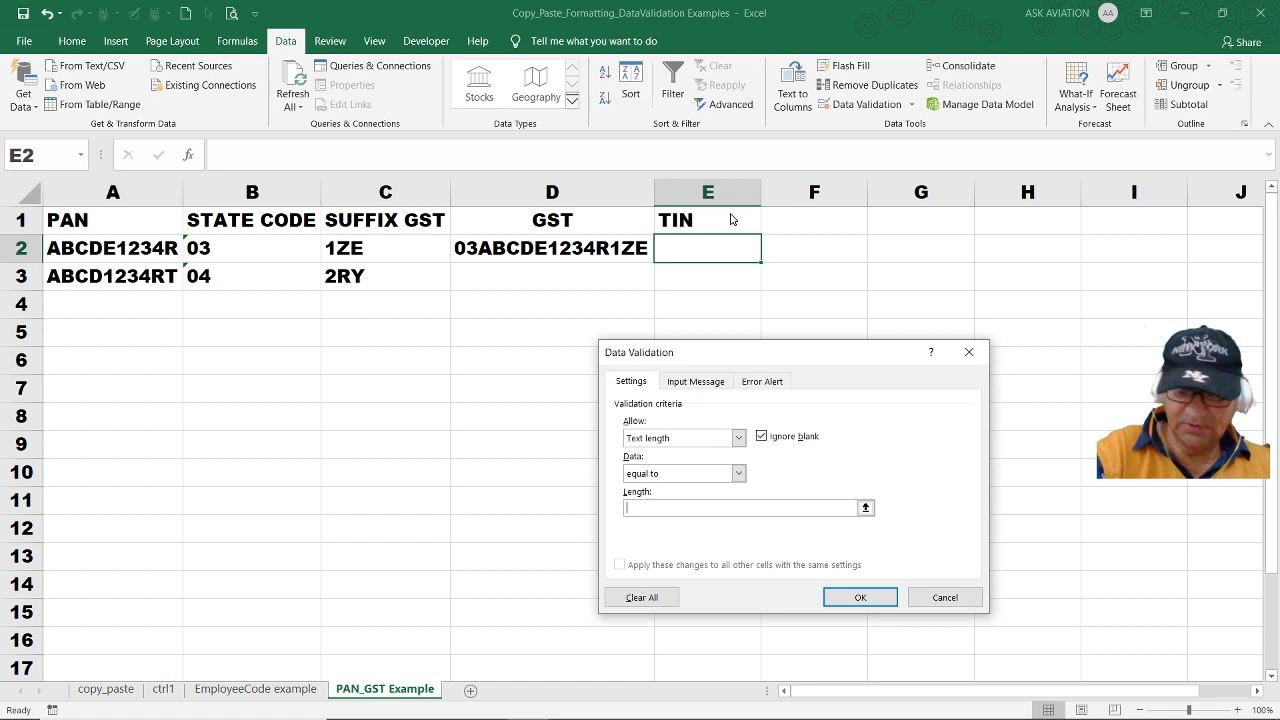 Copy_Paste_Formatting_DataValidation Examples - Excel
ASK AVIATION AA
File Home Insert Page Layout Formulas Data Review View Developer Help Tell me what you want to do Share
Get Data
From Text/CSV
From Web
From Table/Range
Recent Sources
Existing Connections
Get & Transform Data
Refresh All
Queries & Connections
Properties
Edit Links
Queries & Connections
Stocks Geography
Data Types
Sort
Filter
Clear
Reapply
Advanced
Sort & Filter
Text to Columns
Flash Fill
Remove Duplicates
Data Validation
Consolidate
Relationships
Manage Data Model
Data Tools
What-If Analysis
Forecast Sheet
Forecast
Group
Ungroup
Subtotal
Outline
E2 fx
A B C D E F G H I J
1 PAN STATE CODE SUFFIX GST GST TIN
2 ABCDE1234R 03 1ZE 03ABCDE1234R1ZE
3 ABCD1234RT 04 2RY
4
5
6
7
8
9
10
11
12
13
14
15
16
17
Data Validation ?
Settings Input Message Error Alert
Validation criteria
Allow:
Text length Ignore blank
Data:
equal to
Length:
Apply these changes to all other cells with the same settings
Clear All OK Cancel
copy_paste ctrl1 EmployeeCode example PAN_GST Example
Ready 100%